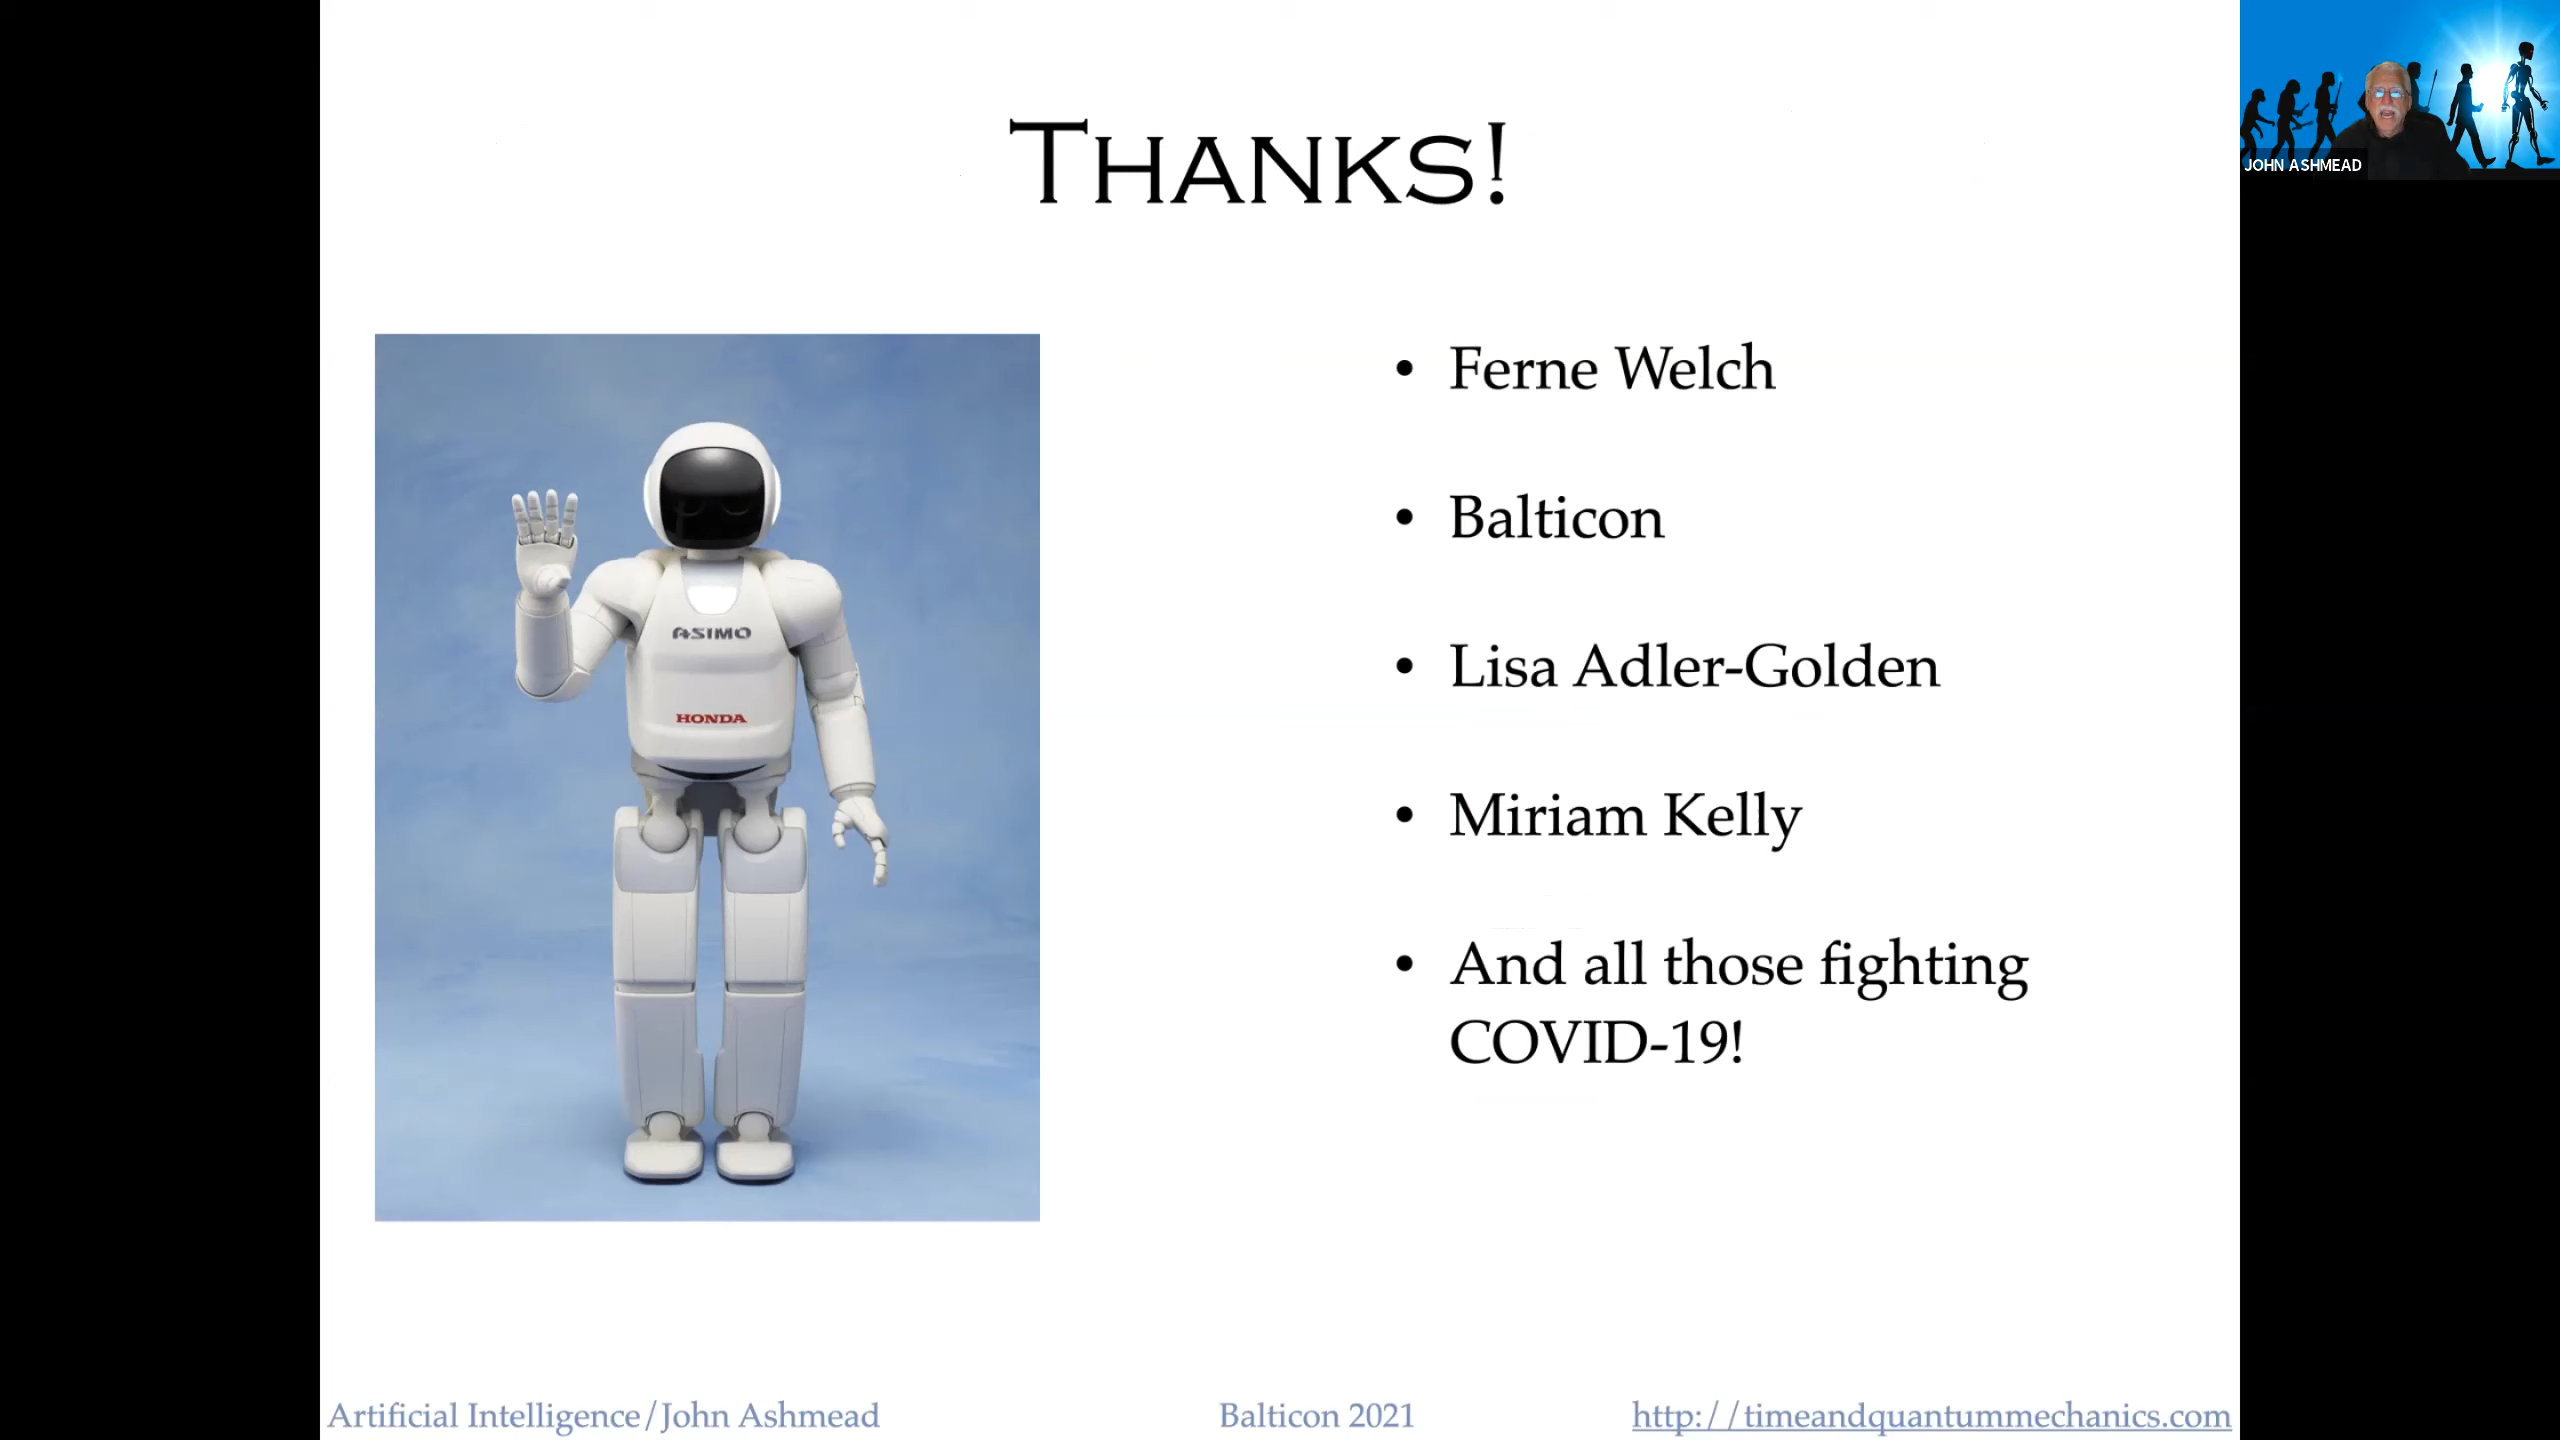 THANKS!
JOHN ASHMEAD
ASIMO
HONDA
• Ferne Welch
• Balticon
• Lisa Adler-Golden
• Miriam Kelly
• And all those fighting
COVID-19!
Artificial Intelligence/John Ashmead
Balticon 2021
http://timeandquantummechanics.com